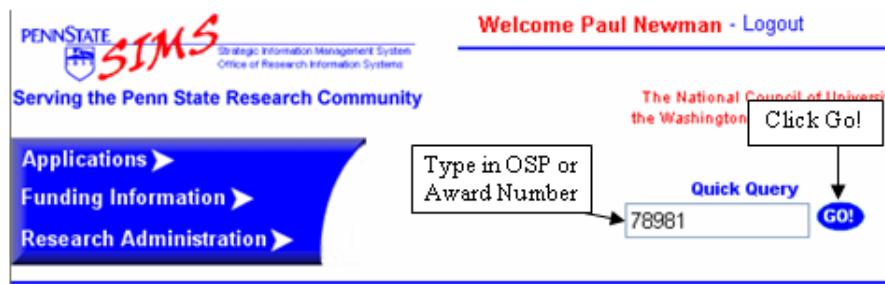 PENNSTATE
SIMS
Strategic Information Management System
Office of Research Information Systems
Serving the Penn State Research Community
Welcome Paul Newman - Logout
The National Council of
the Washington
Click Go!
Applications
Funding Information
Research Administration
Type in OSP or
Award Number
Quick Query
78981
GO!